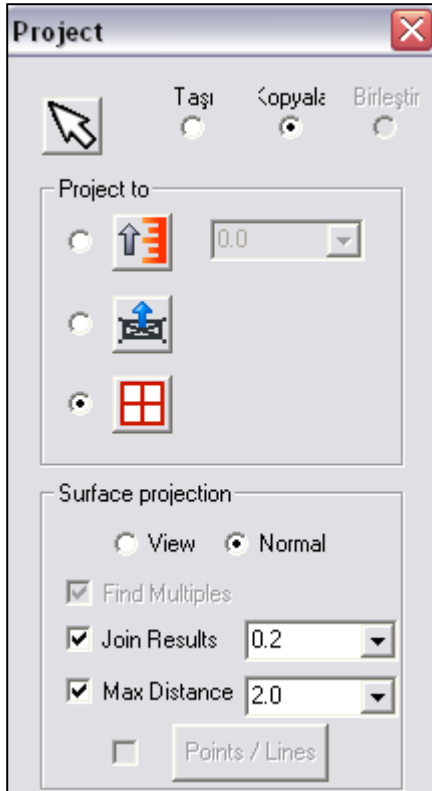 Project
Taşı Kopyala Birleştir
Project to
0.0
Surface projection
View Normal
Find Multiples
Join Results 0.2
Max Distance 2.0
Points / Lines